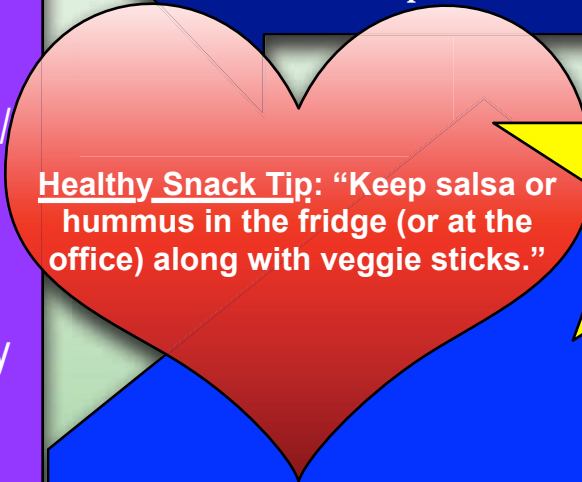 Healthy Snack Tip: “Keep salsa or
hummus in the fridge (or at the
office) along with veggie sticks.”